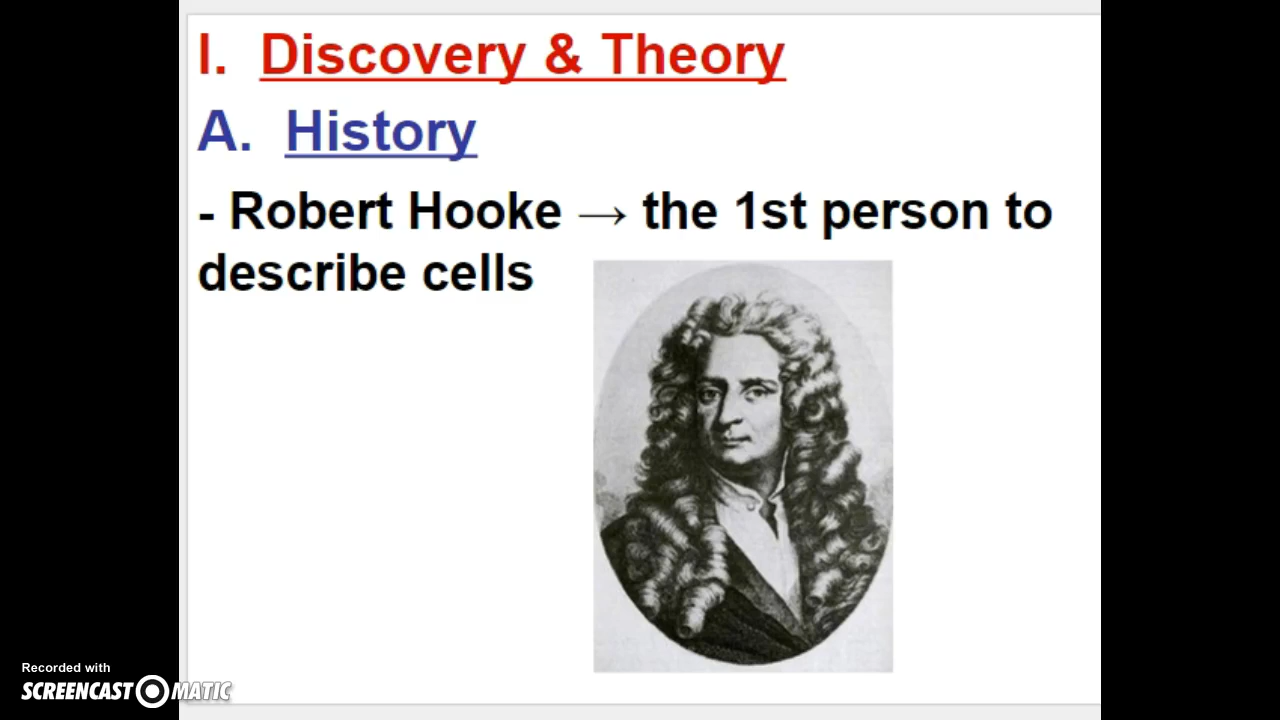 I. Discovery & Theory
A. History
- Robert Hooke → the 1st person to
describe cells
Recorded with
SCREENCAST MATIC